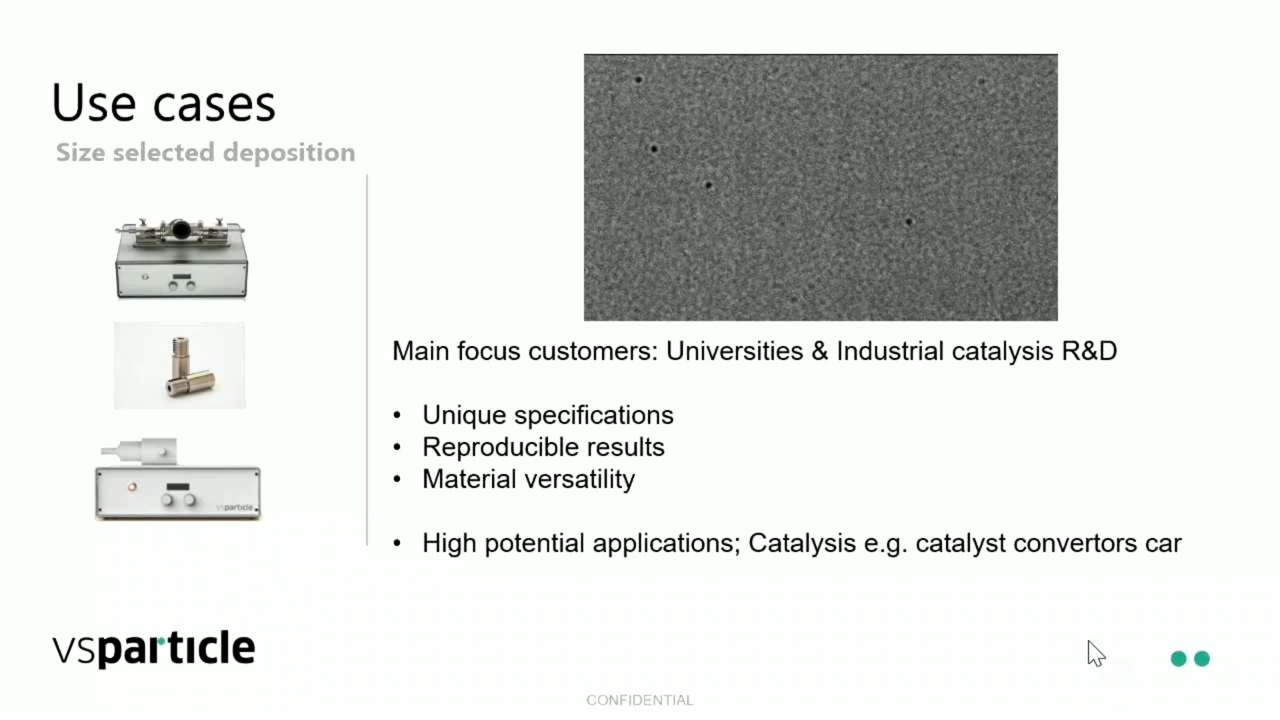 Use cases
Size selected deposition
Main focus customers: Universities & Industrial catalysis R&D
• Unique specifications
• Reproducible results
• Material versatility
• High potential applications; Catalysis e.g. catalyst convertors car
vsparticle
vsparticle
CONFIDENTIAL